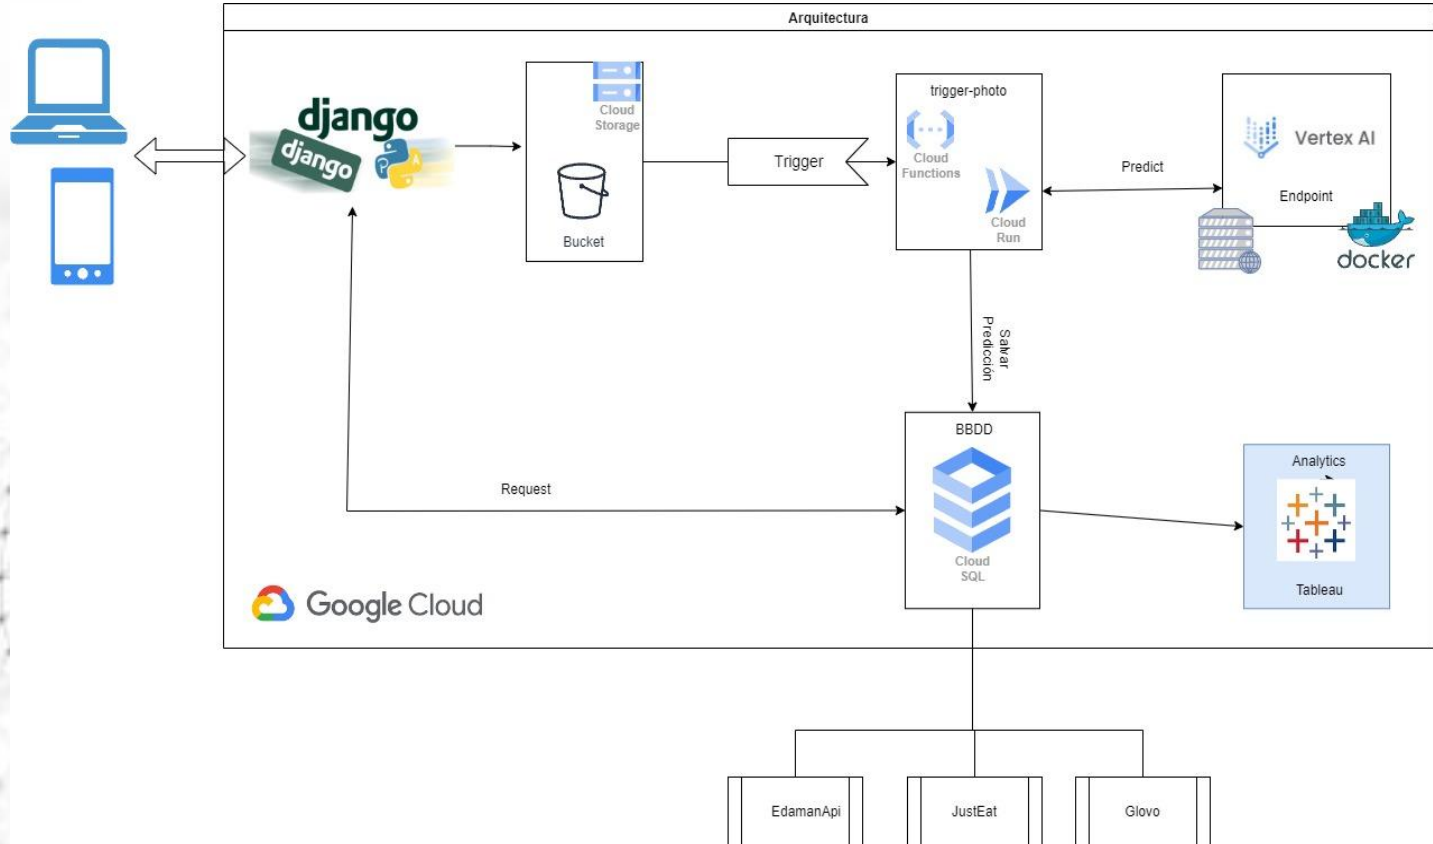 Arquitectura
django
django
P
A
Cloud
Storage
Bucket
Trigger
trigger-photo
Cloud
Functions
Cloud
Run
Predict
Vertex AI
Endpoint
docker
Salvar
Predicción
Request
BBDD
Cloud
SQL
Analytics
Tableau
Google Cloud
EdamanApi
JustEat
Glovo